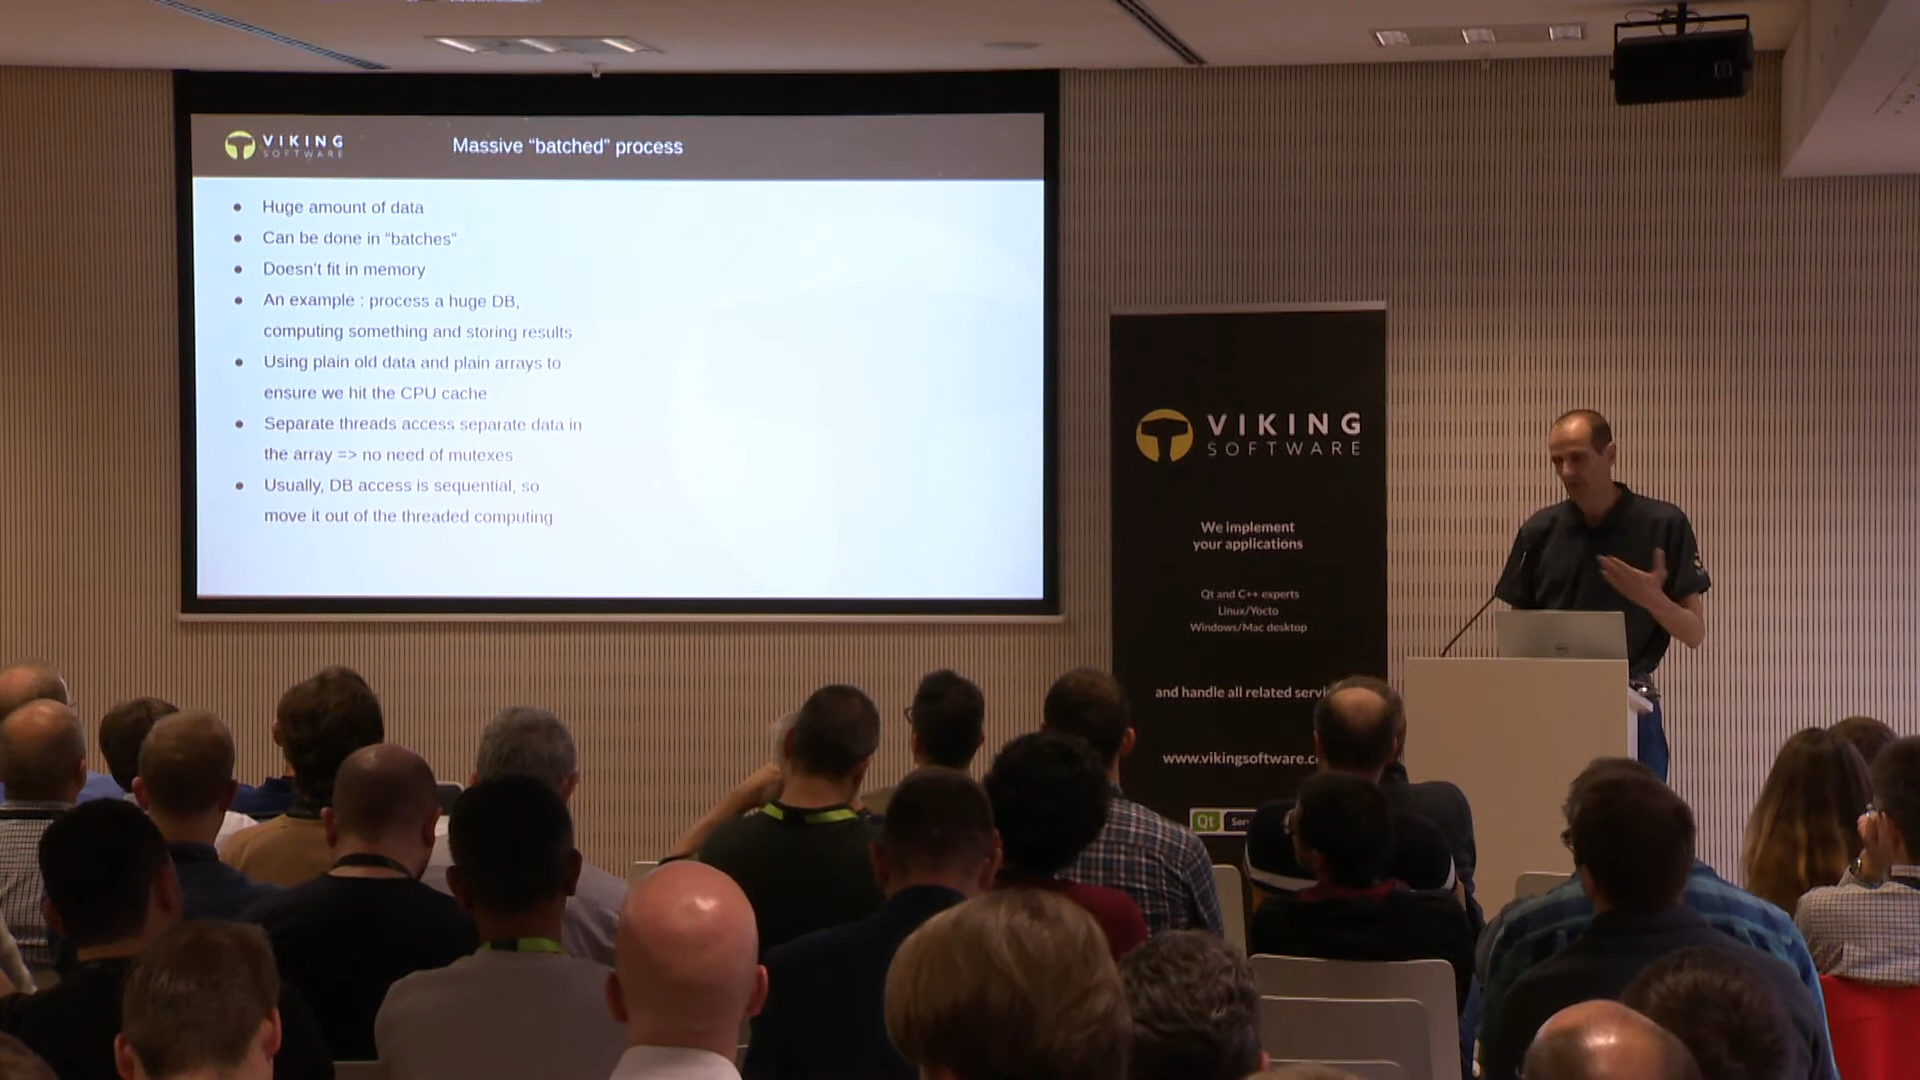 VIKING
SOFTWARE
Massive “batched” process
● Huge amount of data
● Can be done in “batches”
● Doesn't fit in memory
● An example : process a huge DB,
computing something and storing results
● Using plain old data and plain arrays to
ensure we hit the CPU cache
● Separate threads access separate data in
the array => no need of mutexes
● Usually, DB access is sequential, so
move it out of the threaded computing
VIKING
SOFTWARE
We implement
your applications
Qt and C++ experts
Linux/Yocto
Windows/Mac desktop
and handle all related servi
www.vikingsoftware.c
Qt Ser
DELL